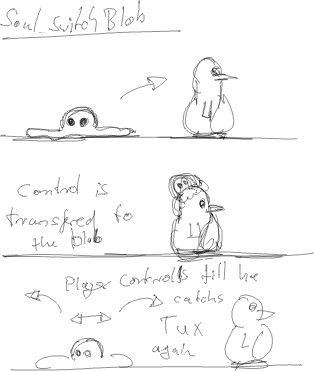 Soul_Switch Blob
Control is
transfered to
the blob
Player Controlls till he
catchs
Tux
again